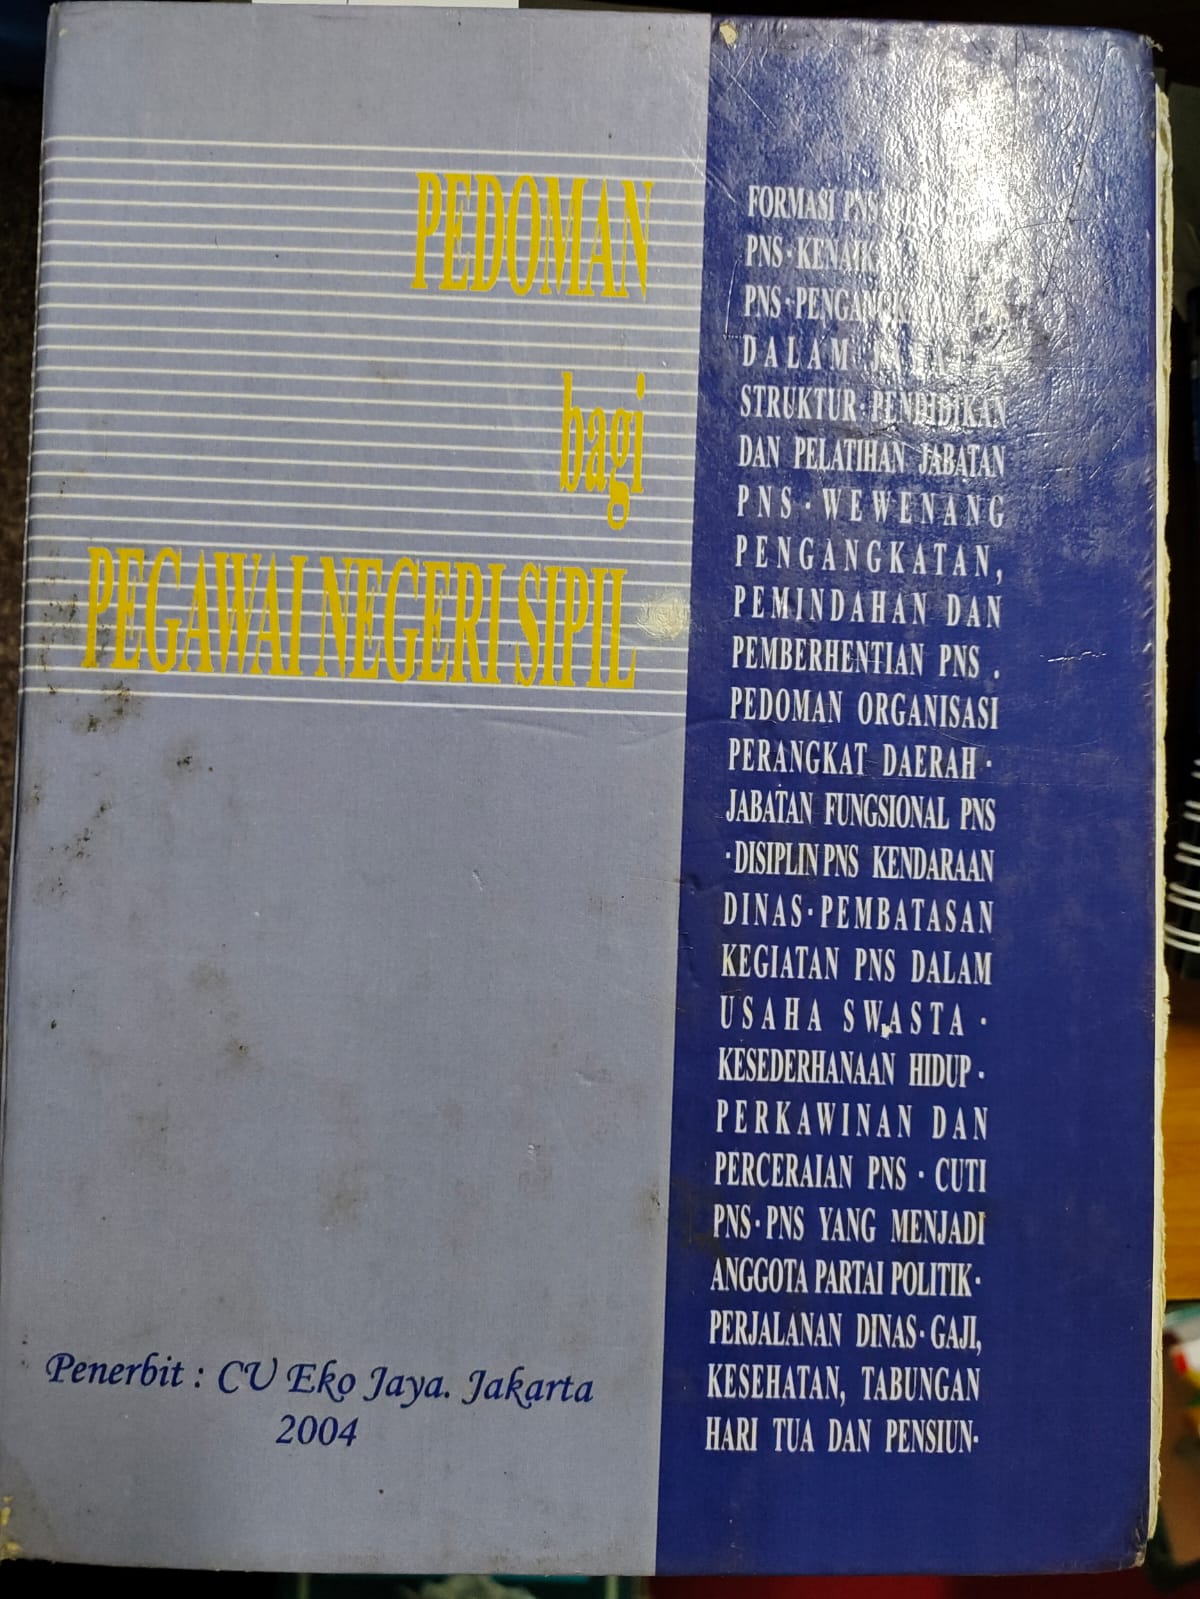 PEDOMAN
bagi
PEGAWAI NEGERI SIPIL
Penerbit : CV Eko Jaya. Jakarta
2004
FORMASI PNS
PNS·
PNS·
DALAM
STRUKTUR·PENDIDIKAN
DAN PELATIHAN JABATAN
PNS·WEWENANG
PENGANGKATAN,
PEMINDAHAN DAN
PEMBERHENTIAN PNS .
PEDOMAN ORGANISASI
PERANGKAT DAERAH·
JABATAN FUNGSIONAL PNS
·DISIPLIN PNS KENDARAAN
DINAS·PEMBATASAN
KEGIATAN PNS DALAM
USAHA SWASTA ·
KESEDERHANAAN HIDUP·
PERKAWINAN DAN
PERCERAIAN PNS · CUTI
PNS·PNS YANG MENJADI
ANGGOTA PARTAI POLITIK·
PERJALANAN DINAS·GAJI,
KESEHATAN, TABUNGAN
HARI TUA DAN PENSIUN·